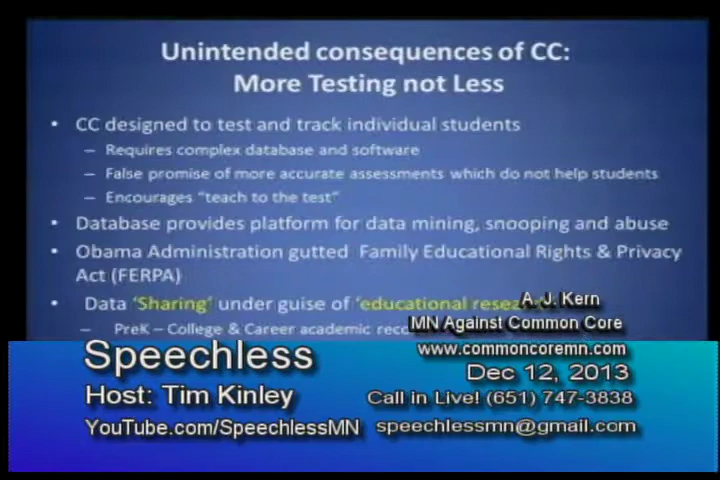 Unintended consequences of CC:
More Testing not Less
• CC designed to test and track individual students
– Requires complex database and software
– False promise of more accurate assessments which do not help students
– Encourages “teach to the test”
• Database provides platform for data mining, snooping and abuse
• Obama Administration gutted Family Educational Rights & Privacy
Act (FERPA)
• Data ‘Sharing’ under guise of ‘educational
– PreK – College & Career academic
A. J. Kern
MN Against Common Core
www.commoncoremn.com
Speechless
Dec 12, 2013
Host: Tim Kinley
Call in Live! (651) 747-3838
YouTube.com/SpeechlessMN
speechlessmn@gmail.com